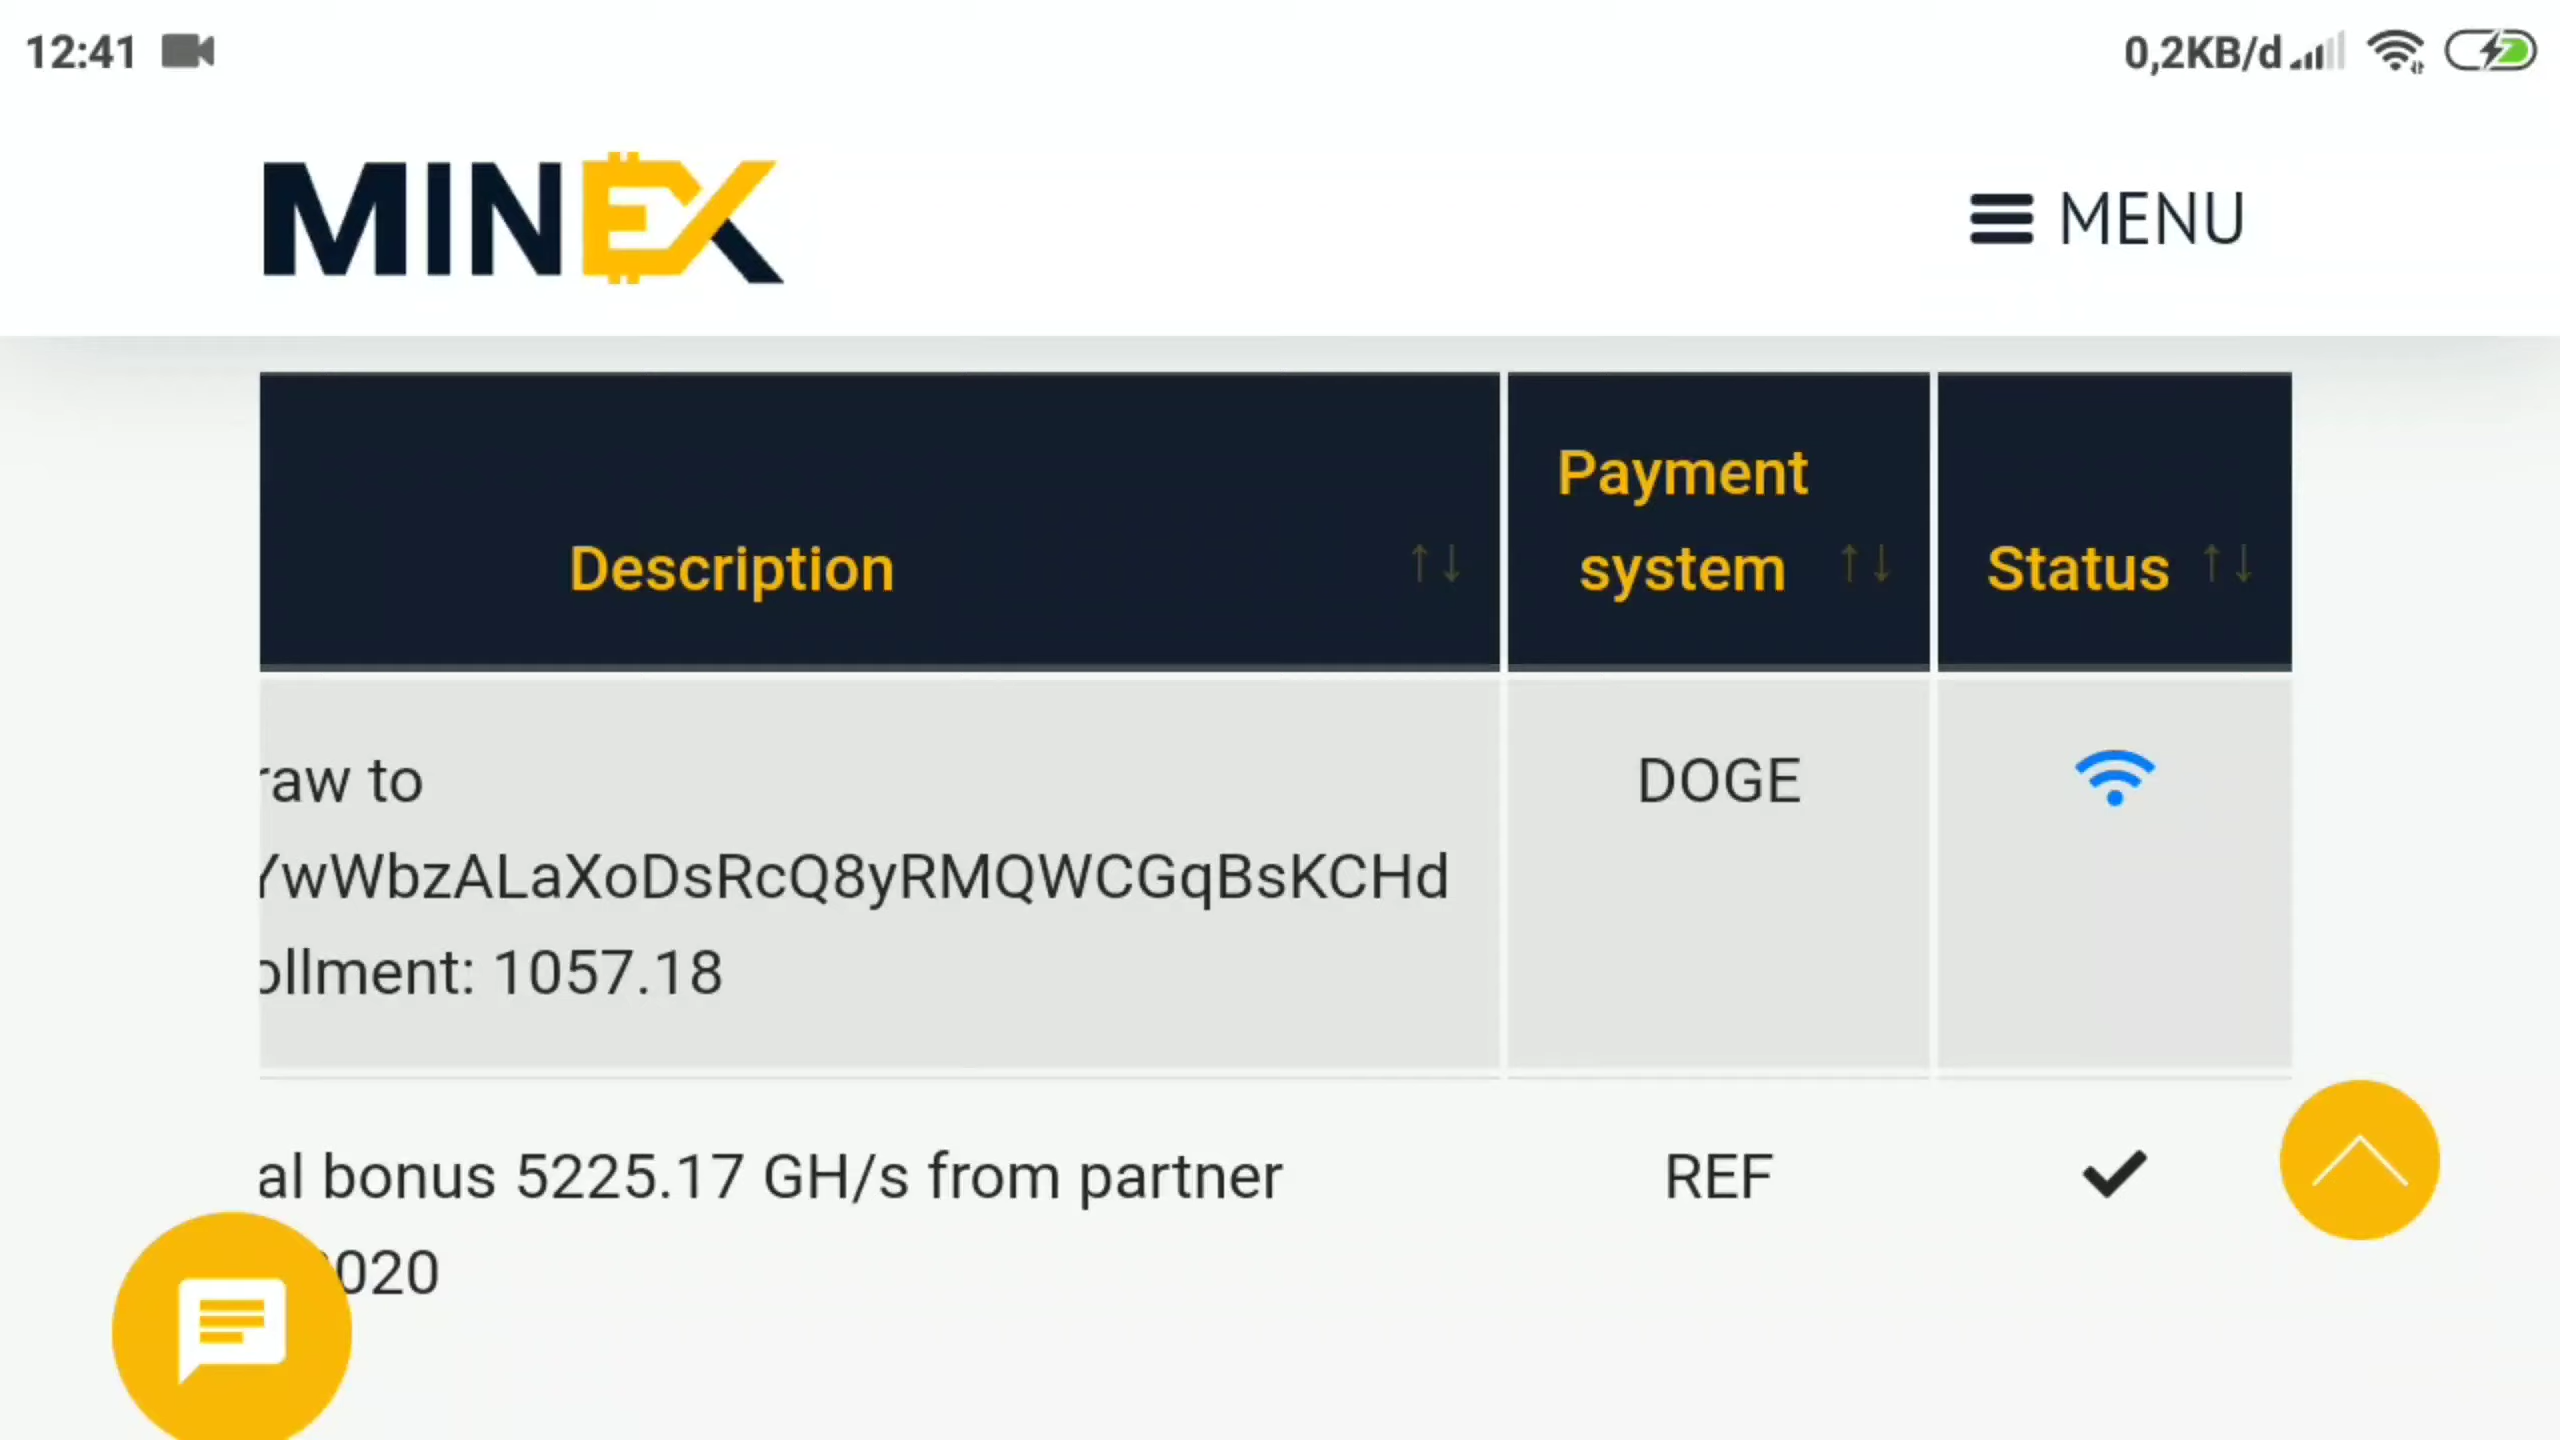 12:41
0,2KB/d
MINEX
MENU
Description
Payment
system
Status
raw to
YwWbzALaXoDsRcQ8yRMQWCGqBsKCHd
ollment: 1057.18
DOGE
al bonus 5225.17 GH/s from partner
020
REF